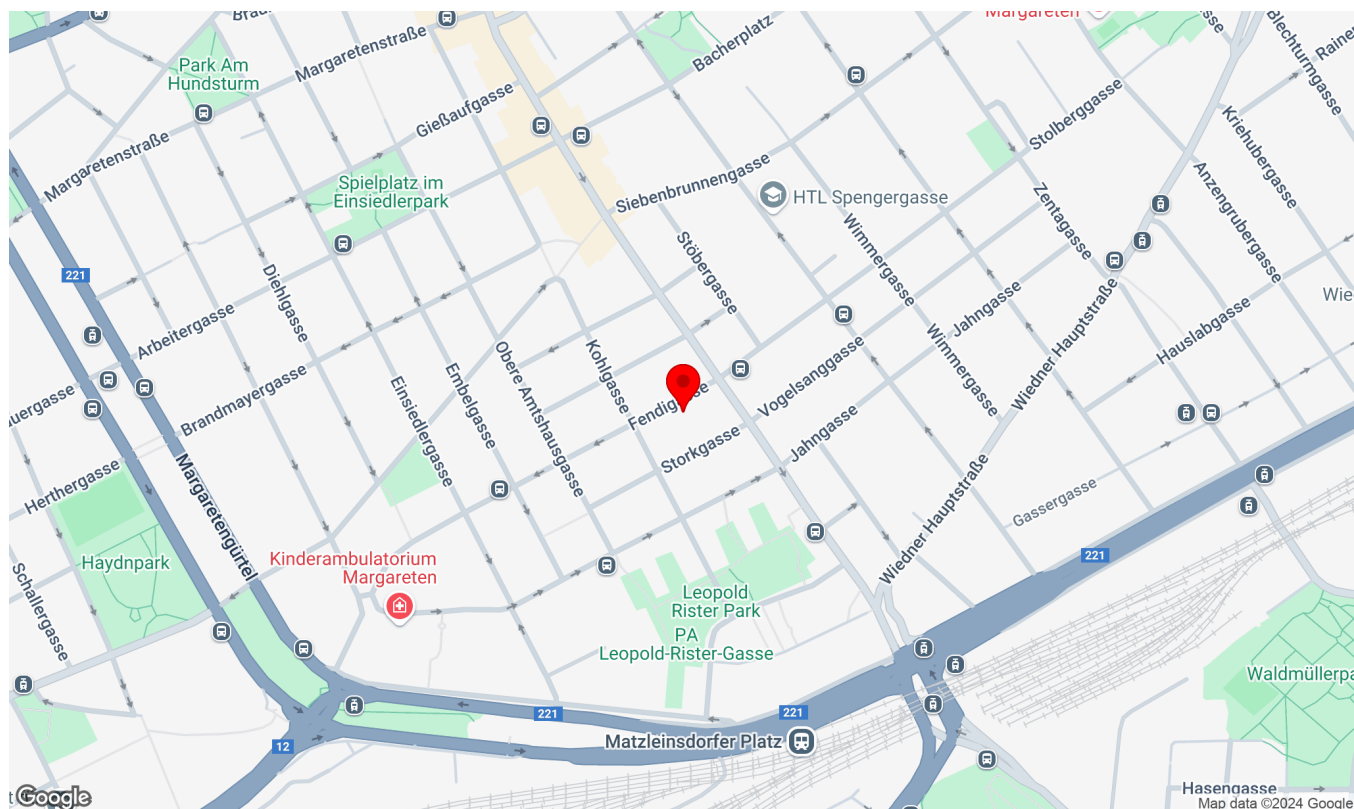 Margareten
Park Am
Hundsturm
Margaretenstraße
Bacherplatz
Blechturmgasse
Gießaufgasse
Stolberggasse
Kriehubergasse
Margaretenstraße
Spielplatz im
Einsiedlerpark
Siebenbrunnengasse
HTL Spengergasse
Zentagasse
Anzengrubergasse
221
Diehlgasse
Stöbergasse
Wimmergasse
Arbeitergasse
Jahngasse
Wiedner Hauptstraße
Hauslabgasse
Brandmayergasse
Einsiedlergasse
Embelgasse
Obere Amtshausgasse
Kohlgasse
Fendigasse
Vogelsanggasse
Wimmergasse
Storkgasse
Jahngasse
Herthergasse
Margaretengürtel
Wiedner Hauptstraße
Gassergasse
Haydnpark
Kinderambulatorium
Margareten
221
Schallergasse
Leopold
Rister Park
PA
Leopold-Rister-Gasse
221
221
12
Matzleinsdorfer Platz
Hasengasse
Google
Map data ©2024 Google